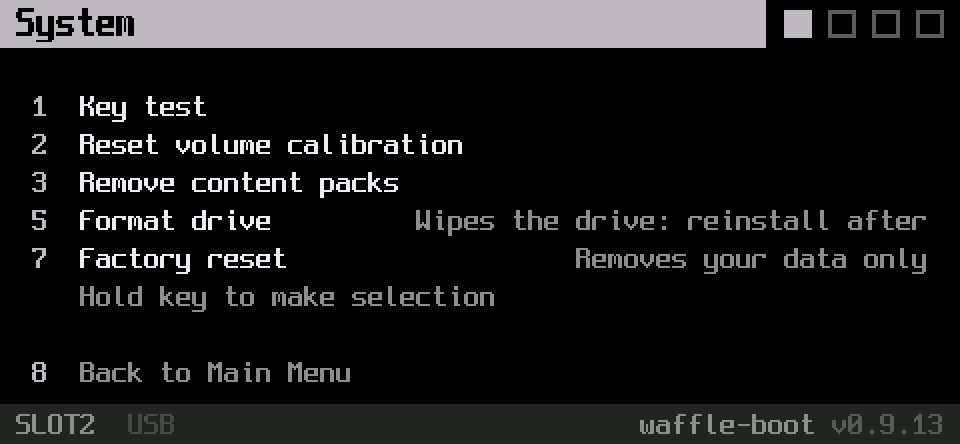 System
1 Key test
2 Reset volume calibration
3 Remove content packs
5 Format drive Wipes the drive: reinstall after
7 Factory reset Removes your data only
Hold key to make selection
8 Back to Main Menu
SLOT2 USB waffle-boot v0.9.13